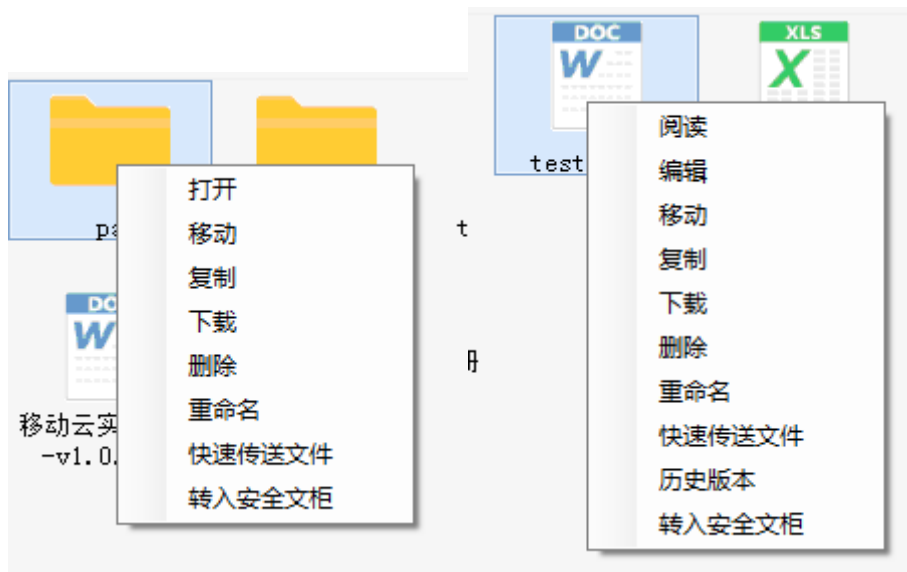 打开
移动
复制
下载
删除
重命名
快速传送文件
转入安全文柜
DOC
W
移动云实
-v1.0.
DOC
W
XLS
X
test
阅读
编辑
移动
复制
下载
删除
重命名
快速传送文件
历史版本
转入安全文柜